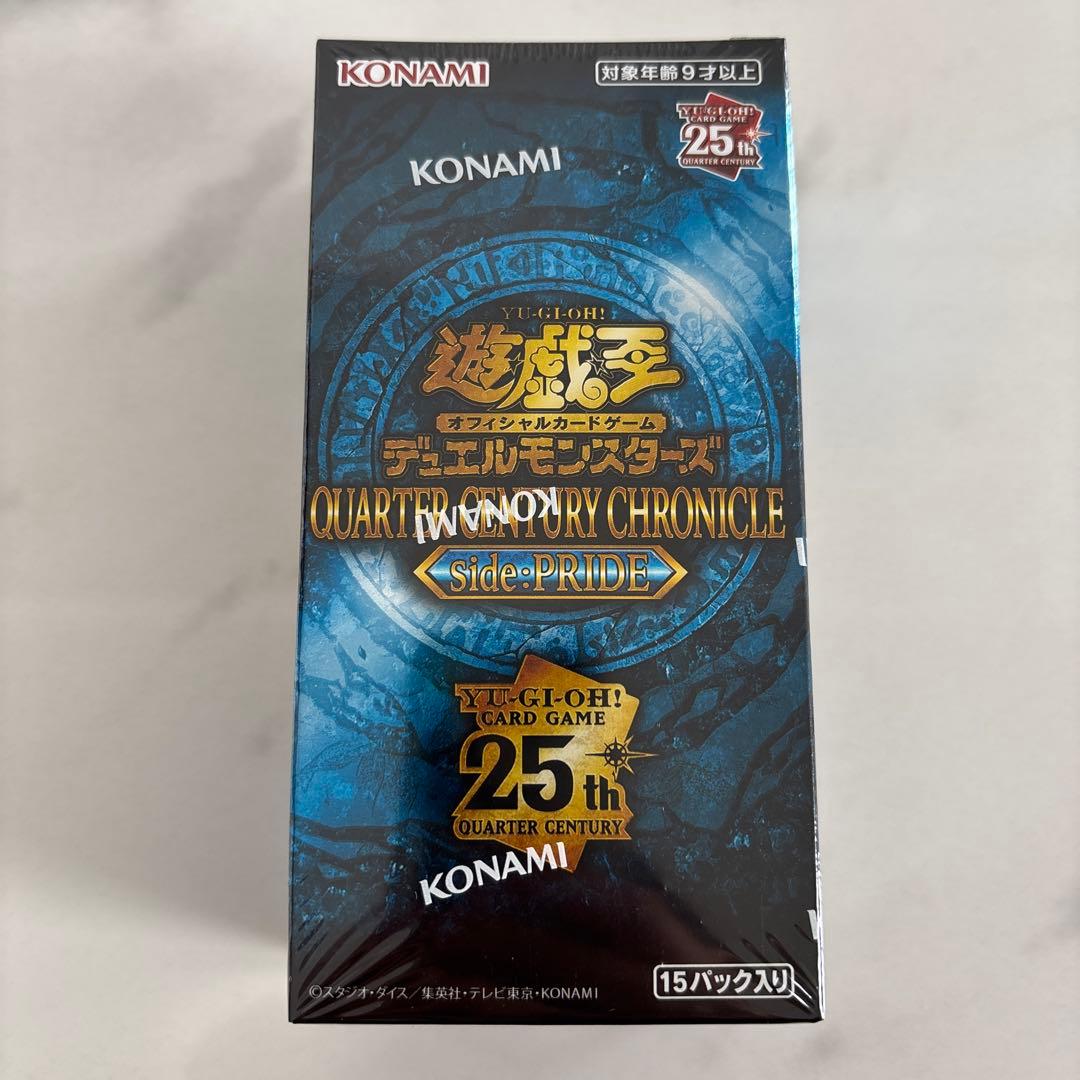 KONAMI
対象年齢9才以上
YU-GI-OH!
CARD GAME
25th
QUARTER CENTURY
KONAMI
YU-GI-OH!
遊☆戯☆王
オフィシャルカードゲーム
デュエルモンスターズ
QUARTER CENTURY CHRONICLE
KONAMI
side:PRIDE
YU-GI-OH!
CARD GAME
25th
QUARTER CENTURY
KONAMI
©スタジオ・ダイス/集英社・テレビ東京・KONAMI
15パック入り